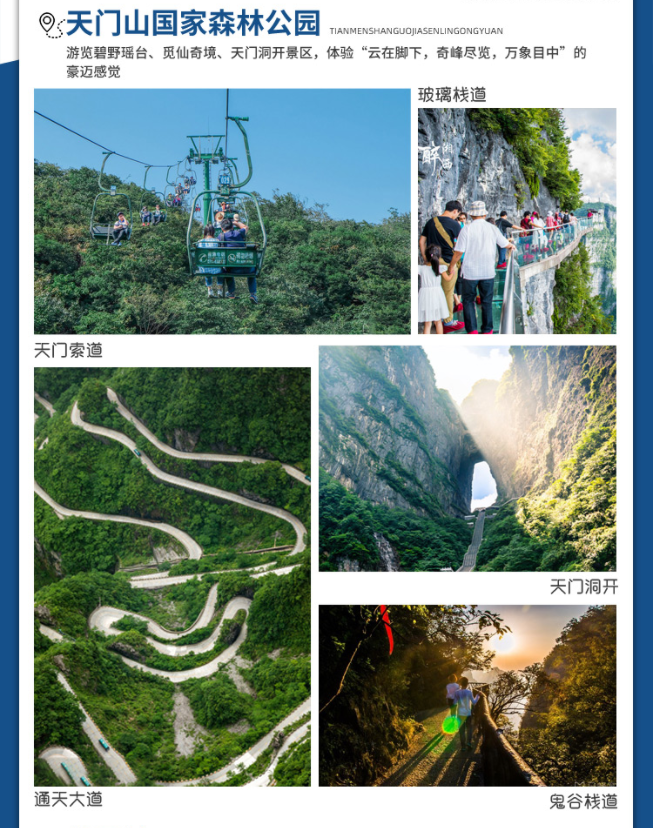 天门山国家森林公园 TIANMENSHANGUOJIASENLINGONGYUAN
游览碧野瑶台、觅仙奇境、天门洞开景区，体验“云在脚下，奇峰尽览，万象目中”的
豪迈感觉
玻璃栈道
醉
天门索道
天门洞开
通天大道
鬼谷栈道